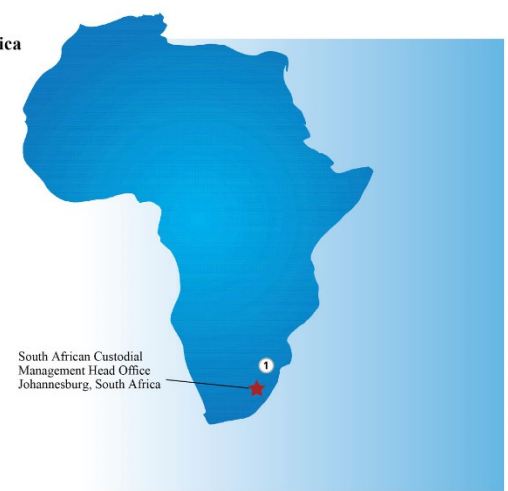 ica
1
South African Custodial
Management Head Office
Johannesburg, South Africa